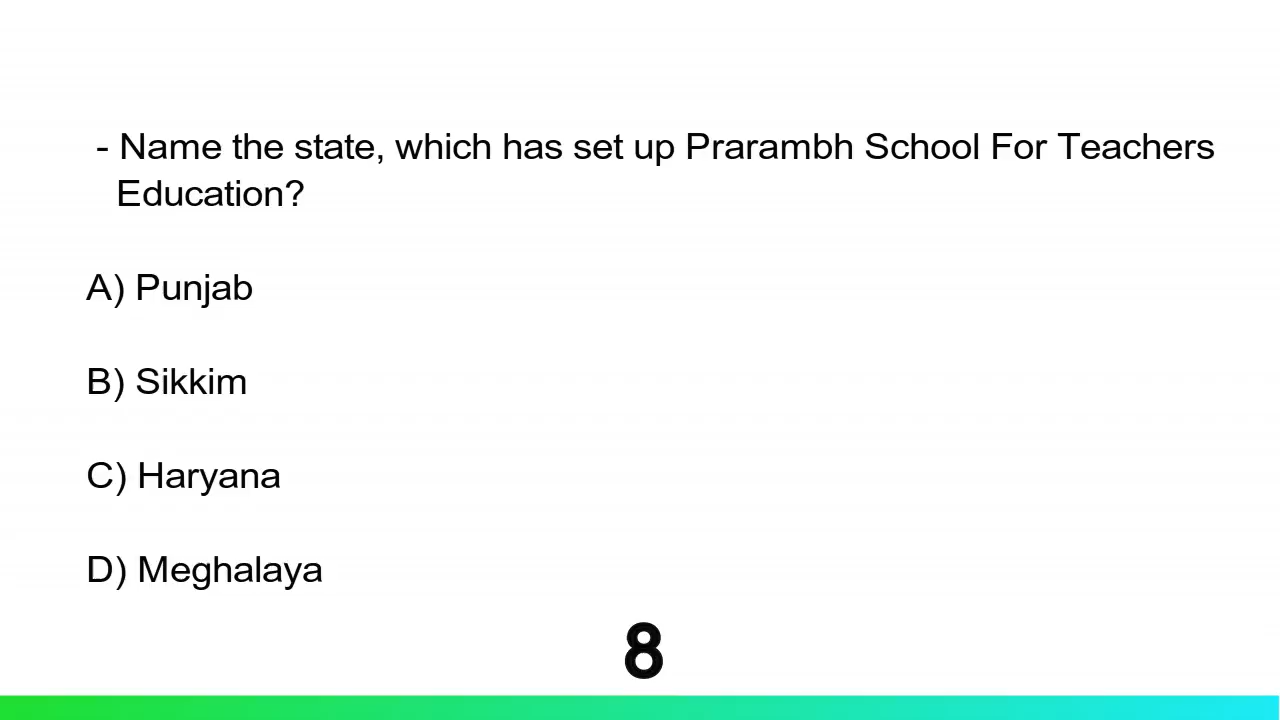 - Name the state, which has set up Prarambh School For Teachers
Education?
A) Punjab
B) Sikkim
C) Haryana
D) Meghalaya
8